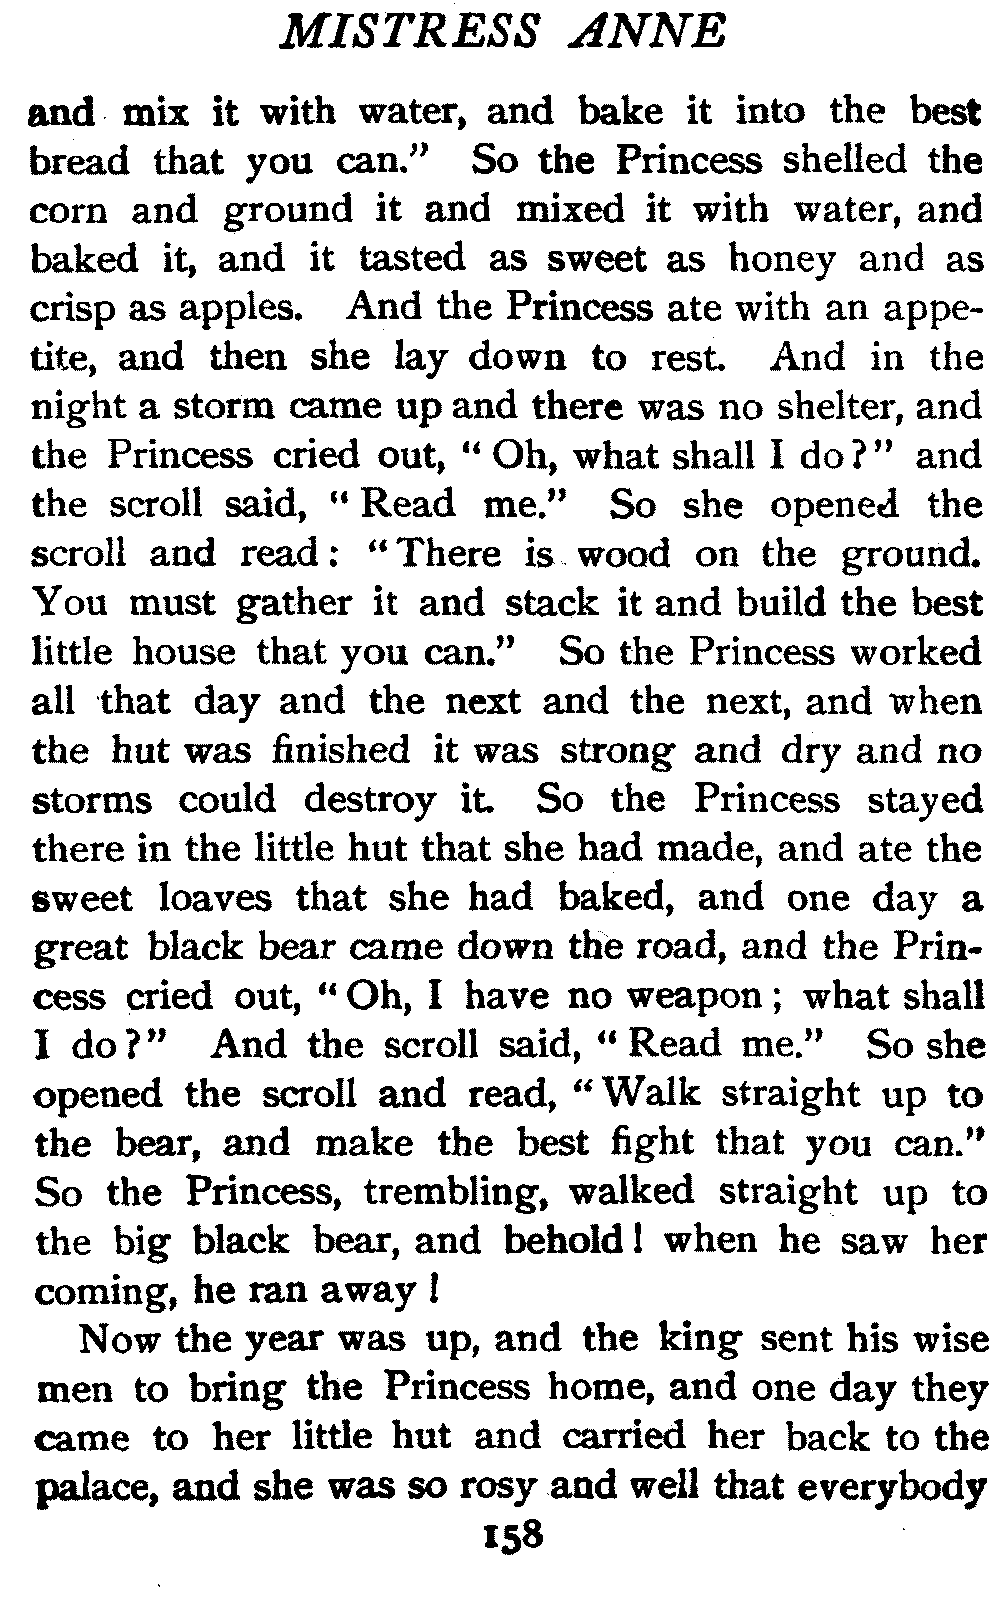 MISTRESS ANNE
and mix it with water, and bake it into the best
bread that you can." So the Princess shelled the
corn and ground it and mixed it with water, and
baked it, and it tasted as sweet as honey and as
crisp as apples. And the Princess ate with an appe-
tite, and then she lay down to rest. And in the
night a storm came up and there was no shelter, and
the Princess cried out, "Oh, what shall I do?" and
the scroll said, "Read me." So she opened the
scroll and read: "There is wood on the ground.
You must gather it and stack it and build the best
little house that you can." So the Princess worked
all that day and the next and the next, and when
the hut was finished it was strong and dry and no
storms could destroy it. So the Princess stayed
there in the little hut that she had made, and ate the
sweet loaves that she had baked, and one day a
great black bear came down the road, and the Prin-
cess cried out, "Oh, I have no weapon; what shall
I do?" And the scroll said, "Read me." So she
opened the scroll and read, "Walk straight up to
the bear, and make the best fight that you can."
So the Princess, trembling, walked straight up to
the big black bear, and behold! when he saw her
coming, he ran away!
Now the year was up, and the king sent his wise
men to bring the Princess home, and one day they
came to her little hut and carried her back to the
palace, and she was so rosy and well that everybody
158